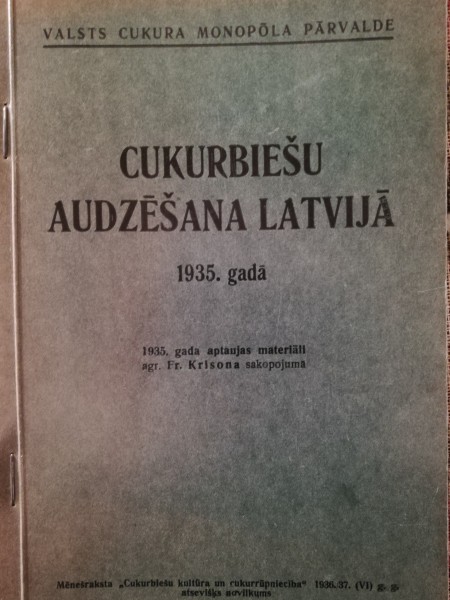 VALSTS CUKURA MONOPOLA PĀRVALDE
CUKURBIEŠU
AUDZĒŠANA LATVIJĀ
1935. gadā
1935. gada aptaujas materiāli
agr. Fr. Krisona sakopojumā
Mēnešraksta „Cukurbiešu kultūra un cukurrūpniecība" 1936./37. (VI) g. g.
atsevišķs novilkums